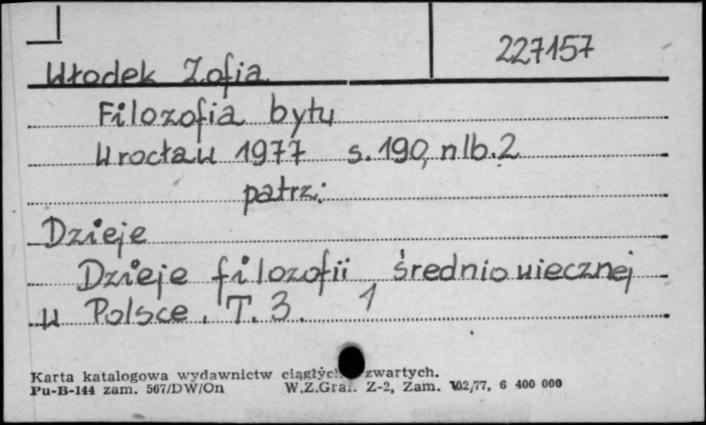 227157
Włodek Zofia
Filozofia bytu
Wrocław 1977 s. 190, nlb. 2
patrz:
Dzieje
Dzieje filozofii średniowiecznej
w Polsce. T. 3. 1
Karta katalogowa wydawnictw ciągłych zwartych.
Pu-B-144 zam. 567/DW/On W.Z.Graf. Z-2, Zam. 102/77, 6 400 000